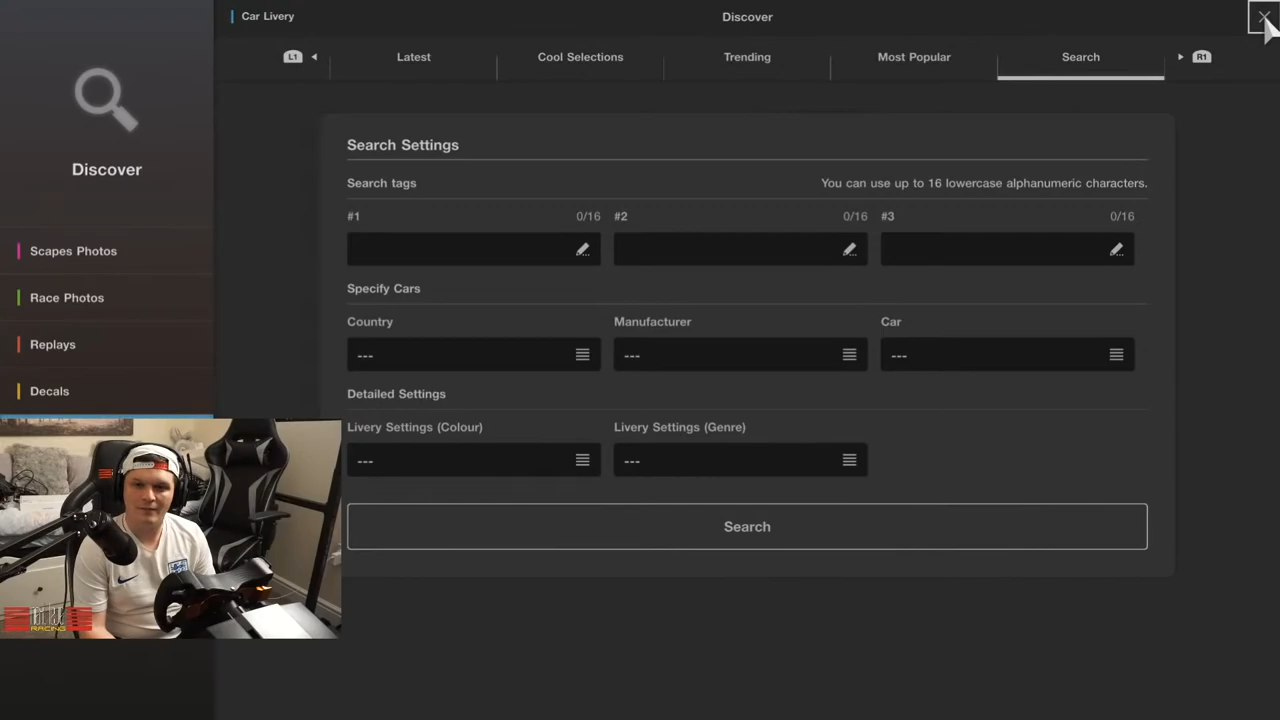 Car Livery
Discover
L1
Latest
Cool Selections
Trending
Most Popular
Search
R1
Discover
Scapes Photos
Race Photos
Replays
Decals
Search Settings
Search tags
You can use up to 16 lowercase alphanumeric characters.
#1 0/16
#2 0/16
#3 0/16
Specify Cars
Country
Manufacturer
Car
---
---
---
Detailed Settings
Livery Settings (Colour)
Livery Settings (Genre)
---
---
Search
RACING